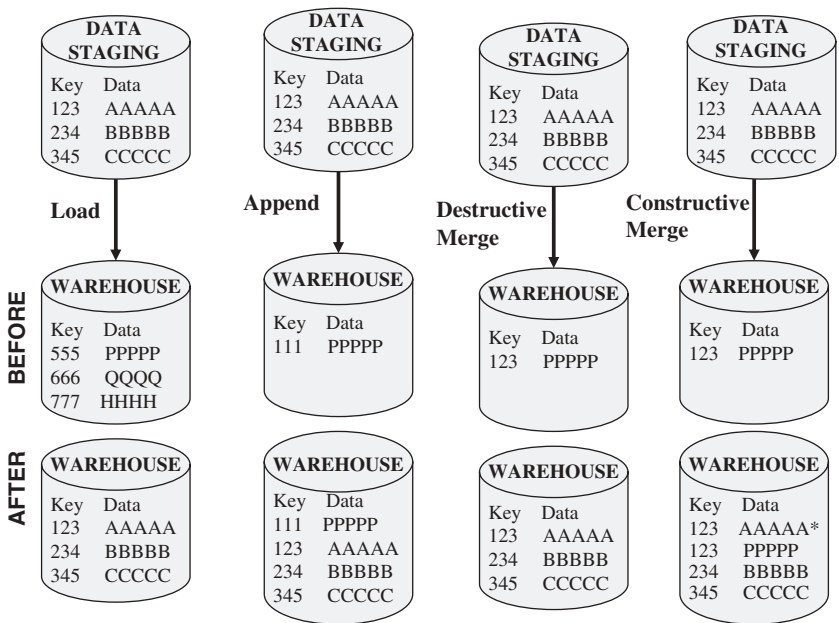 DATA
STAGING
Key Data
123 AAAAA
234 BBBBB
345 CCCCC
Load
BEFORE
WAREHOUSE
Key Data
555 PPPPP
666 QQQQ
777 HHHH
AFTER
WAREHOUSE
Key Data
123 AAAAA
234 BBBBB
345 CCCCC
DATA
STAGING
Key Data
123 AAAAA
234 BBBBB
345 CCCCC
Append
WAREHOUSE
Key Data
111 PPPPP
WAREHOUSE
Key Data
111 PPPPP
123 AAAAA
234 BBBBB
345 CCCCC
DATA
STAGING
Key Data
123 AAAAA
234 BBBBB
345 CCCCC
Destructive
Merge
WAREHOUSE
Key Data
123 PPPPP
WAREHOUSE
Key Data
123 AAAAA
234 BBBBB
345 CCCCC
DATA
STAGING
Key Data
123 AAAAA
234 BBBBB
345 CCCCC
Constructive
Merge
WAREHOUSE
Key Data
123 PPPPP
WAREHOUSE
Key Data
123 AAAAA*
123 PPPPP
234 BBBBB
345 CCCCC